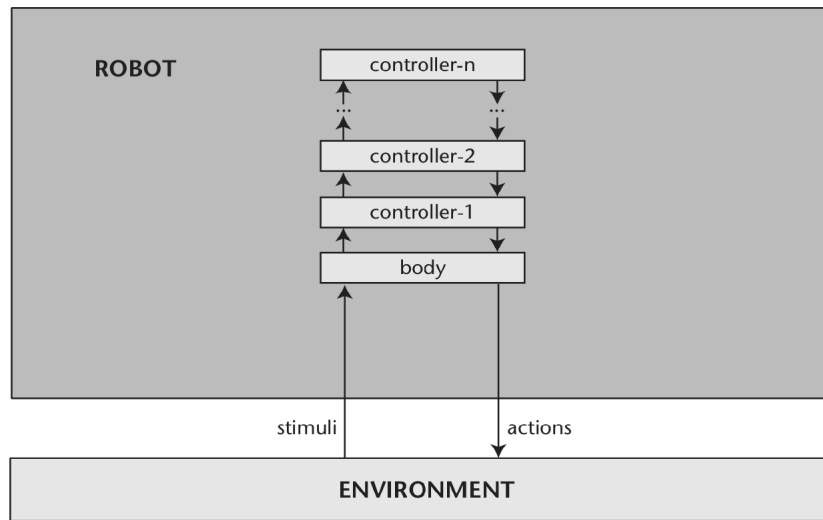 ROBOT
controller-n
... ...
controller-2
controller-1
body
stimuli actions
ENVIRONMENT